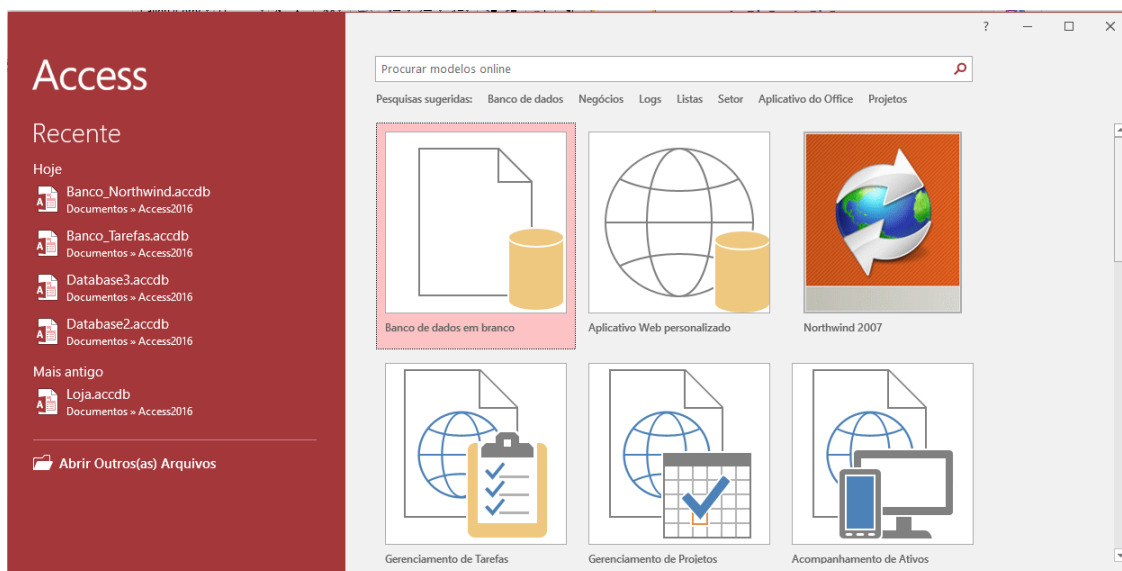 ?
Access
Procurar modelos online
Pesquisas sugeridas: Banco de dados Negócios Logs Listas Setor Aplicativo do Office Projetos
Recente
Hoje
Banco_Northwind.accdb
Documentos » Access2016
Banco_Tarefas.accdb
Documentos » Access2016
Database3.accdb
Documentos » Access2016
Database2.accdb
Documentos » Access2016
Mais antigo
Loja.accdb
Documentos » Access2016
Abrir Outros(as) Arquivos
Banco de dados em branco
Aplicativo Web personalizado
Northwind 2007
Gerenciamento de Tarefas
Gerenciamento de Projetos
Acompanhamento de Ativos